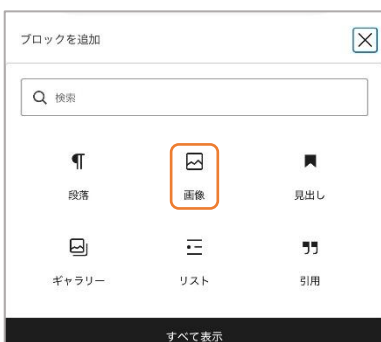 ブロックを追加
検索
段落
画像
見出し
ギャラリー
リスト
引用
すべて表示